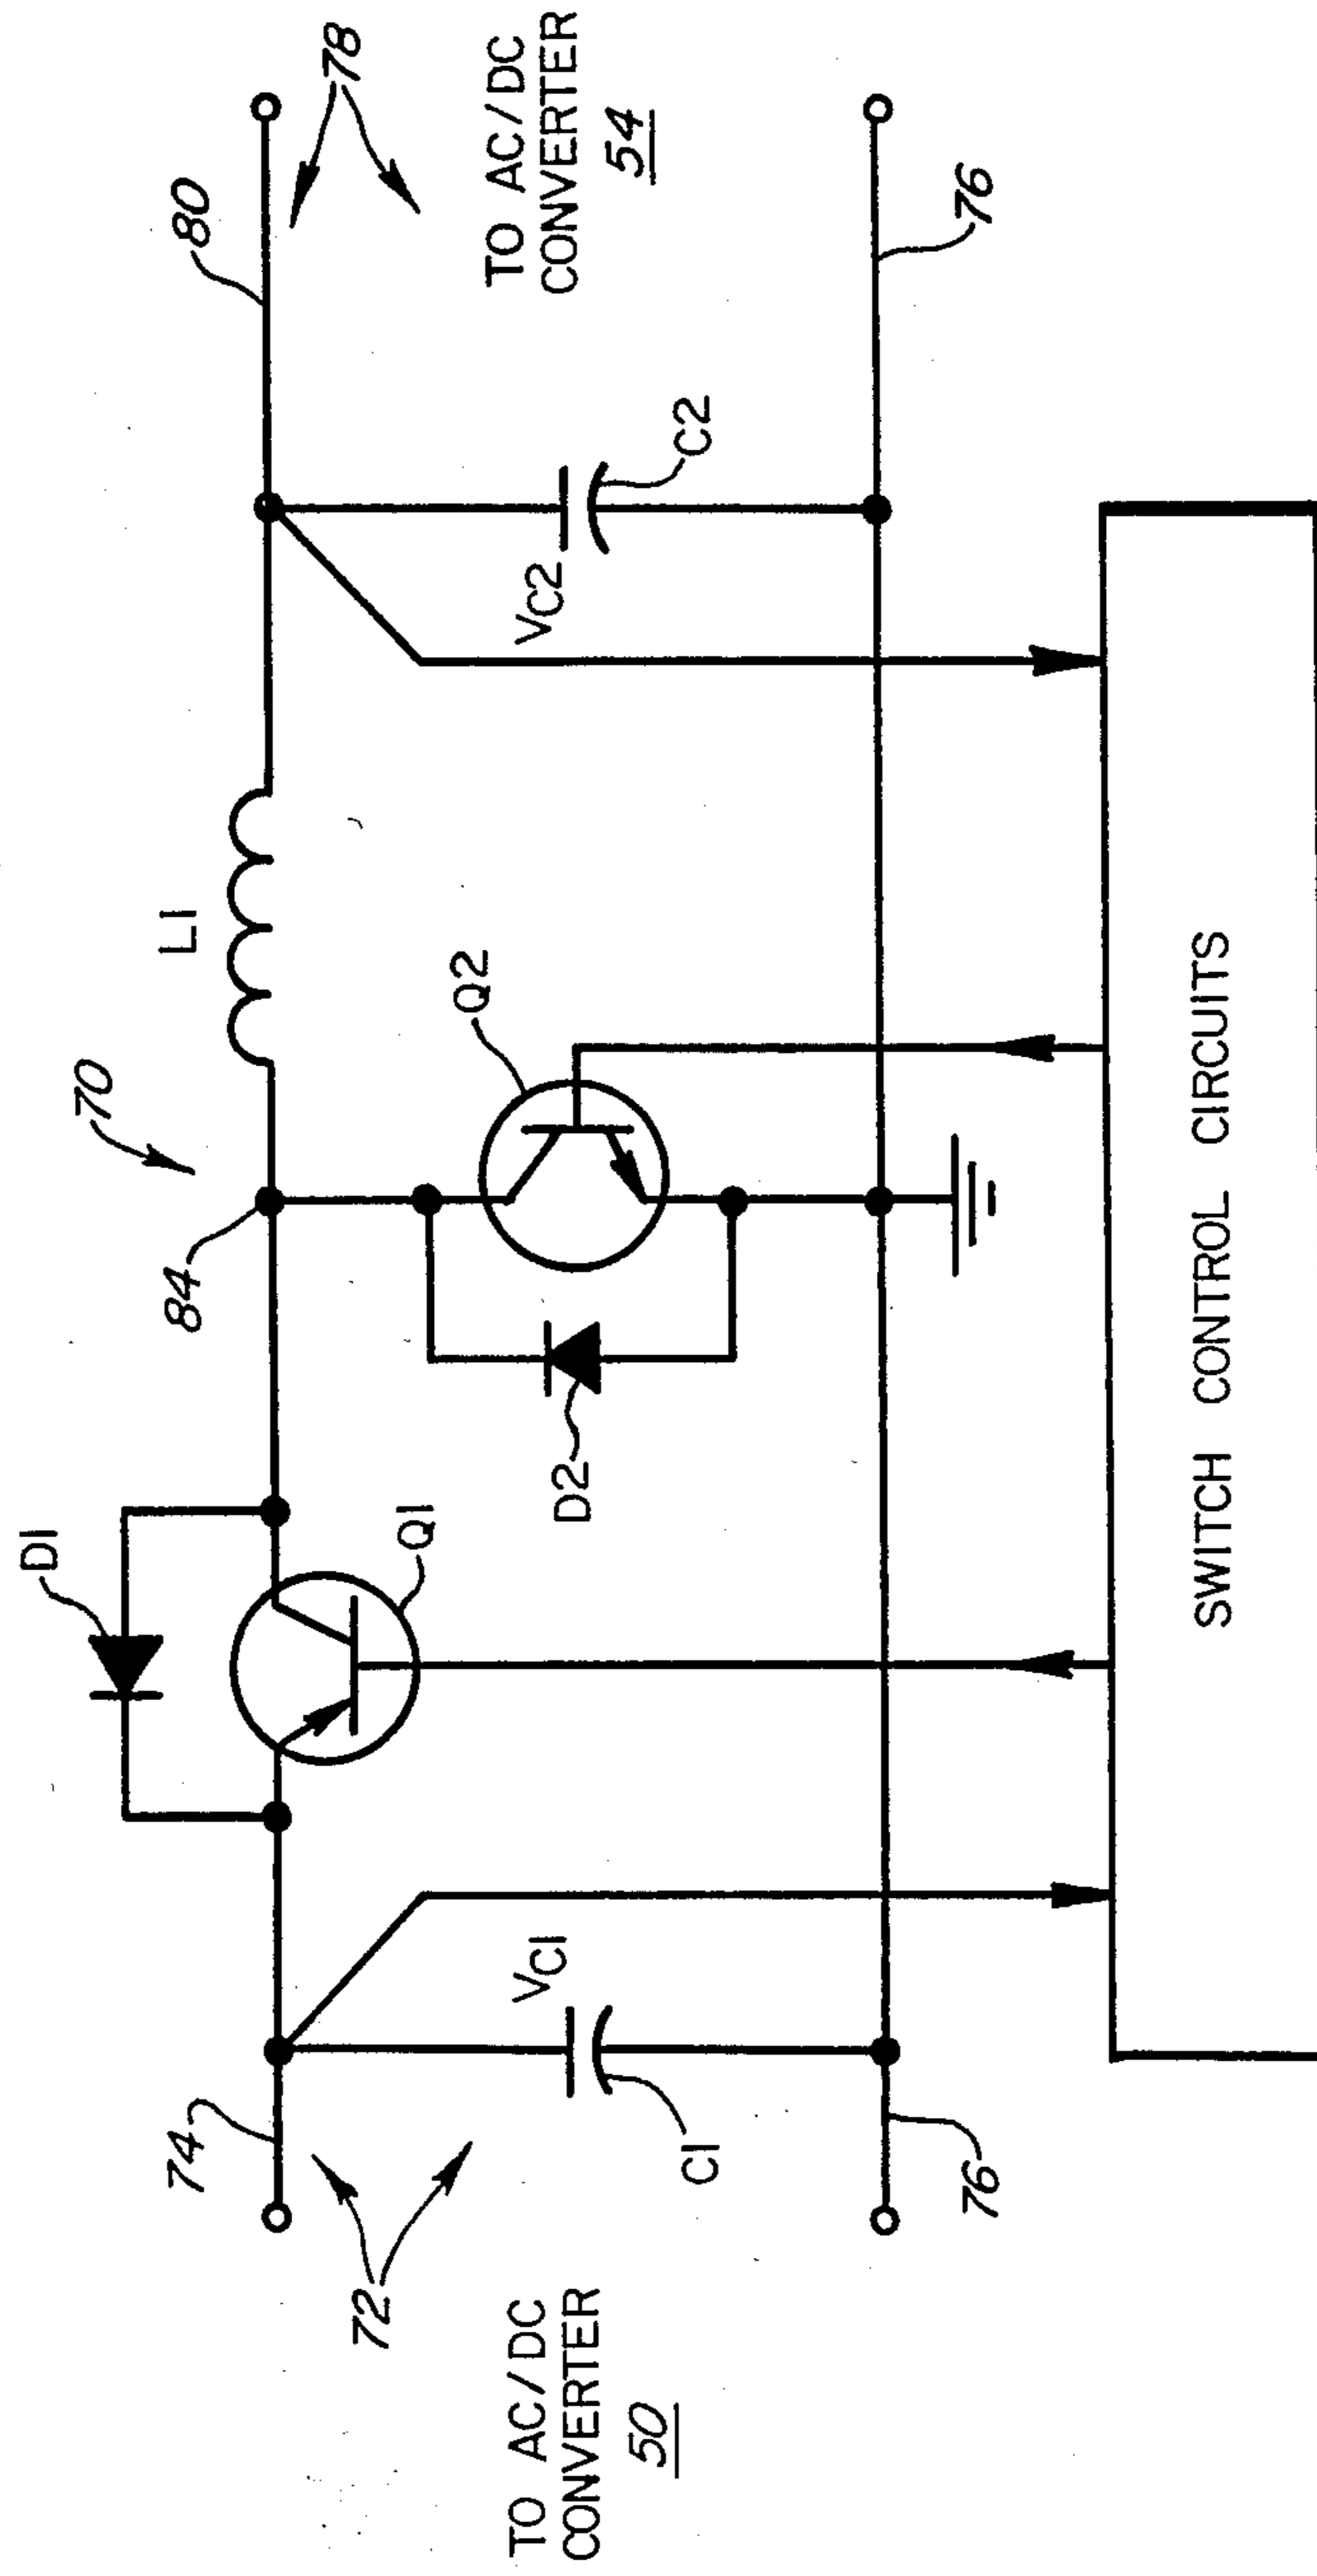 D1
L1
70
84
80
78
74
Q1
Q2
D2
TO AC/DC
CONVERTER
54
VC2
C2
76
72
VC1
C1
76
TO AC/DC
CONVERTER
50
SWITCH CONTROL CIRCUITS